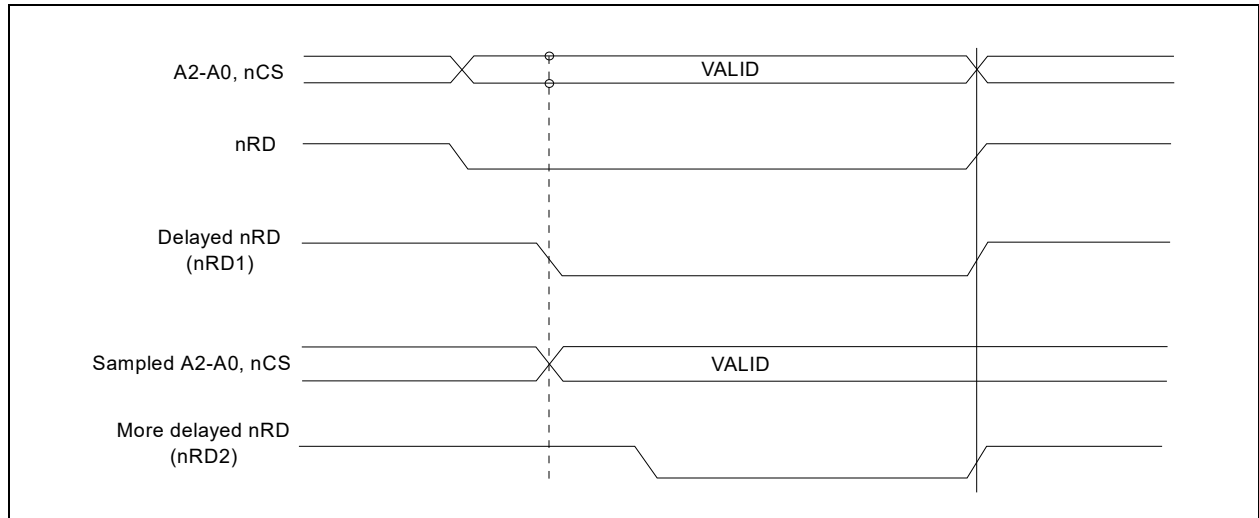 A2-A0, nCS
VALID
nRD
Delayed nRD
(nRD1)
Sampled A2-A0, nCS
VALID
More delayed nRD
(nRD2)